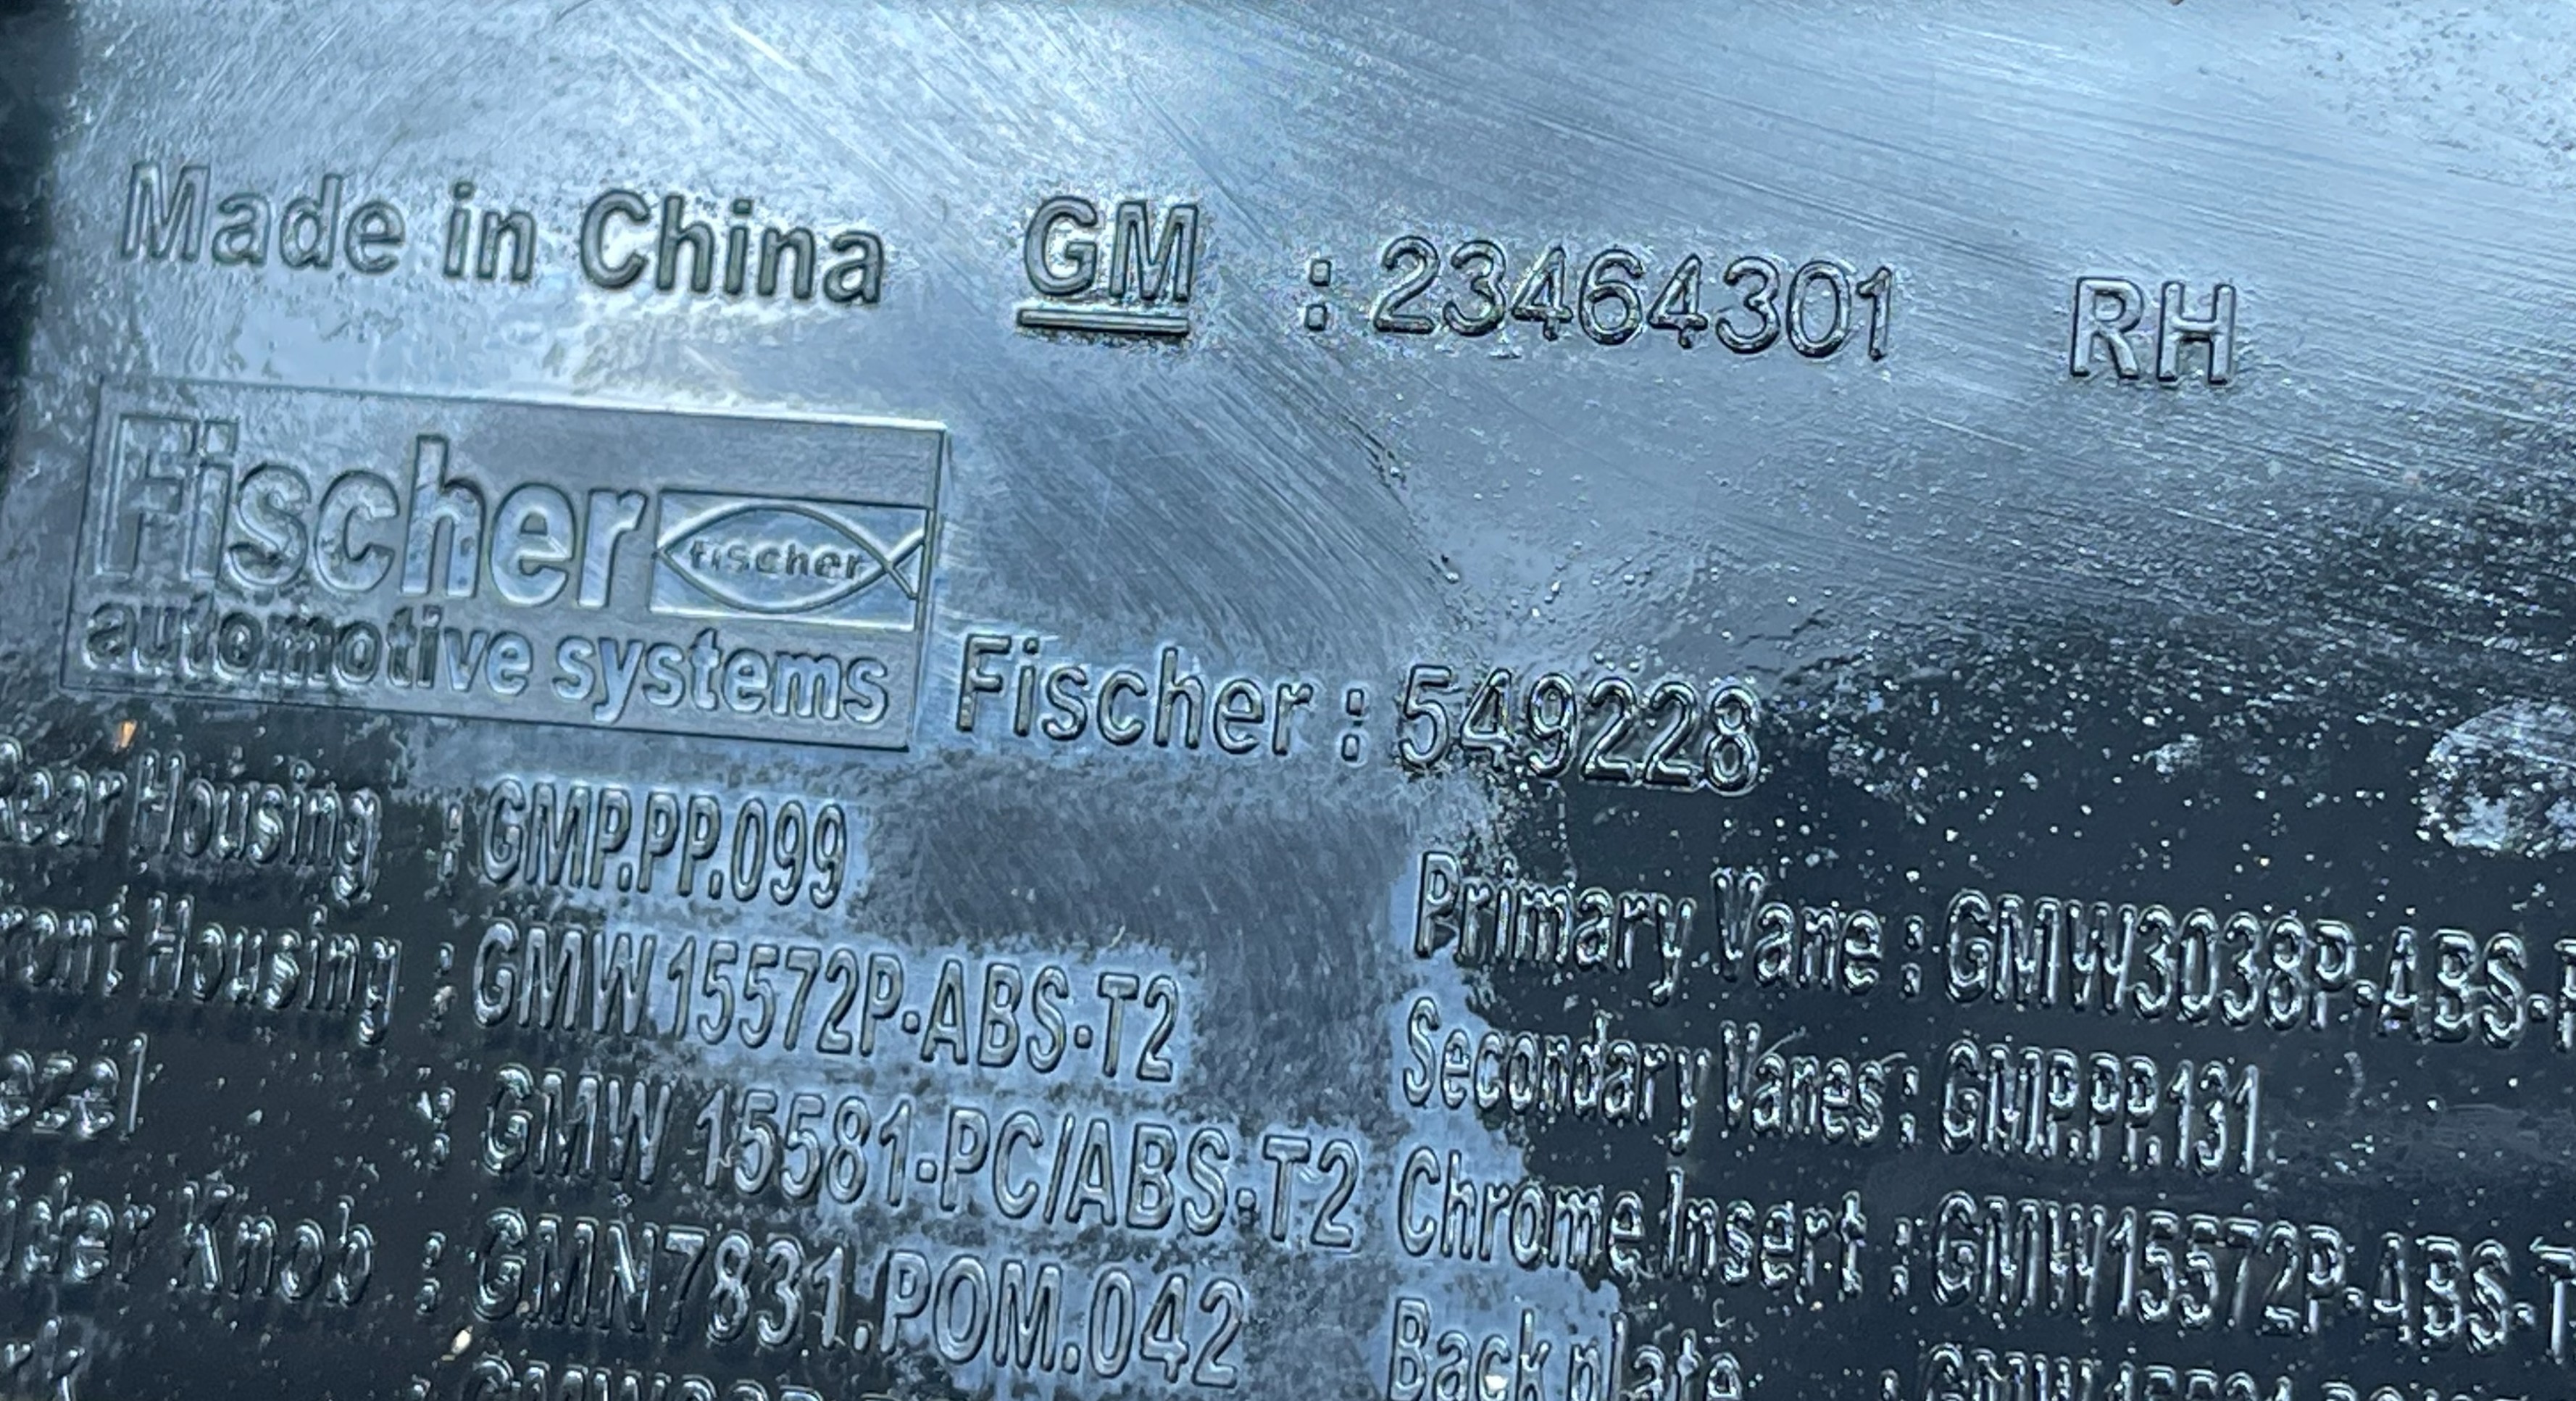 Made in China GM : 23464301 RH
Fischer fischer
automotive systems
Fischer : 549228
Housing : GMP.PP.099
Housing : GMW15572P-ABS-T2
: GMW 15581-PC/ABS-T2
Knob : GMN7831.POM.042
Primary Vane : GMW3038P-ABS-
Secondary Vanes : GMP.PP.131
Chrome Insert : GMW15572P-ABS-T
Back plate :